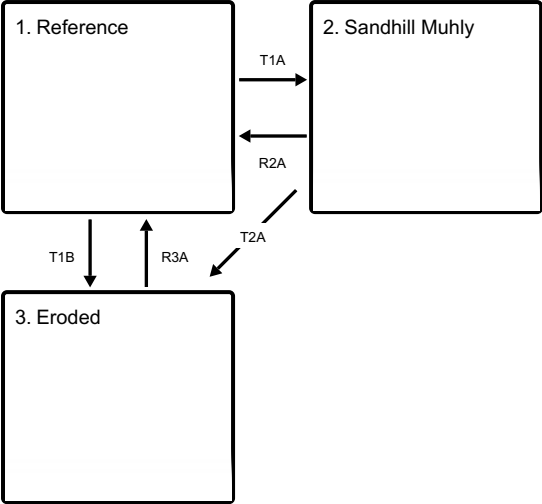 1. Reference
2. Sandhill Muhly
T1A
R2A
T2A
T1B
R3A
3. Eroded